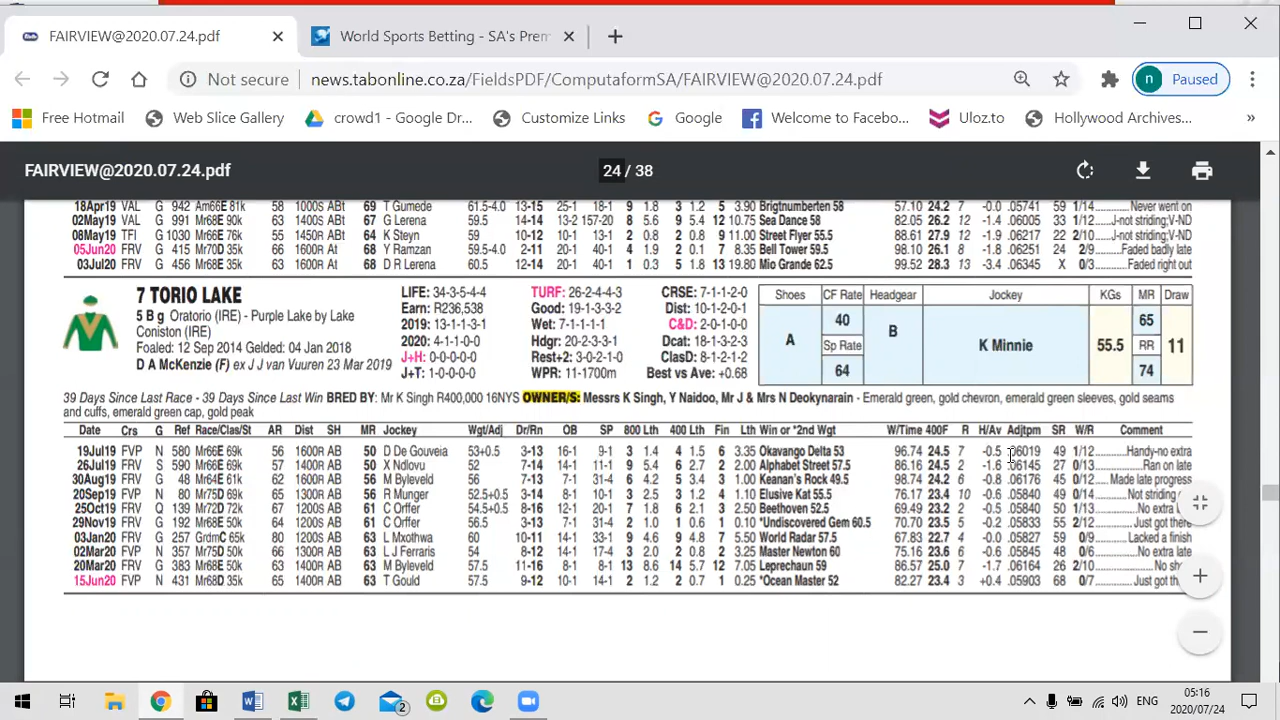 FAIRVIEW@2020.07.24.pdf
World Sports Betting - SA's Prem
Not secure news.tabonline.co.za/FieldsPDF/ComputaformSA/FAIRVIEW@2020.07.24.pdf
n Paused
Free Hotmail Web Slice Gallery crowd1 - Google Dr... Customize Links Google Welcome to Facebo... Uloz.to Hollywood Archives... »
FAIRVIEW@2020.07.24.pdf 24 / 38
18Apr19 VAL G 942 Am66E 81k 58 1000S ABt 69 T Gumede 61.5-4.0 13-15 25-1 18-1 9 1.8 3 1.2 5 3.90 Brigtnumberten 58 58.10 24.2 7 -0.0 .05741 59 1/14 ..........Never went on
02May19 VAL G 991 Mr68E 90k 63 1400S ABt 67 G Lerena 59.5 14-14 13-2 157-20 8 5.6 9 5.4 12 10.75 Sea Dance 58 82.05 26.2 12 -1.4 .06001 26 1/12 ..J-not striding;V-ND
08May19 TFI G 1030 Mr68E 76k 55 1450R ABt 64 K Steyn 59 10-12 10-1 13-1 2 0.8 2 0.8 9 11.00 Street Flyer 55.5 88.61 27.9 12 -1.9 .06217 22 2/10 ..J-not striding;V-ND
05Jun20 FRV G 415 Mr70D 35k 66 1600R At 68 Y Ramzan 59.5-4.0 2-11 20-1 40-1 4 1.9 2 0.1 7 8.35 Bell Tower 59.5 98.10 26.1 8 -1.8 .06251 24 2/9 .......Faded badly late
03Jul20 FRV G 456 Mr68E 35k 66 1600R At 68 D R Lerena 60.5 12-14 20-1 40-1 1 0.3 5 1.8 13 19.80 Mio Grande 62.5 99.52 28.3 13 -3.4 .06345 X 0/3 .........Faded right out
7 TORIO LAKE
5 B g Oratorio (IRE) - Purple Lake by Lake
Coniston (IRE)
Foaled: 12 Sep 2014 Gelded: 04 Jan 2018
D A McKenzie (F) ex J J van Vuuren 23 Mar 2019
LIFE: 34-3-5-4-4 TURF: 26-2-4-4-3 CRSE: 7-1-1-2-0
Earn: R236,538 Good: 19-1-3-3-2 Dist: 10-1-2-0-1
2019: 13-1-1-3-1 Wet: 7-1-1-1-1 C&D: 2-0-1-0-0
2020: 4-1-1-0-0 Hdgr: 20-2-3-3-1 Dcat: 18-1-3-2-3
J+H: 0-0-0-0-0 Rest+2: 3-0-2-1-0 ClasD: 8-1-2-1-2
J+T: 1-0-0-0-0 WPR: 11-1700m Best vs Ave: +0.68
Shoes CF Rate Headgear Jockey KGs MR Draw
A 40 B K Minnie 55.5 65 11
Sp Rate RR
64 74
39 Days Since Last Race - 39 Days Since Last Win BRED BY: Mr K Singh R400,000 16NYS OWNER/S: Messrs K Singh, Y Naidoo, Mr J & Mrs N Deokynarain - Emerald green, gold chevron, emerald green sleeves, gold seams
and cuffs, emerald green cap, gold peak
Date Crs G Ref Race/Clas/St AR Dist SH MR Jockey Wgt/Adj Dr/Rn OB SP 800 Lth 400 Lth Fin Lth Win or *2nd Wgt W/Time 400F R H/Av Adjtpm SR W/R Comment
19Jul19 FVP N 580 Mr66E 69k 56 1600R AB 50 D De Gouveia 53+0.5 3-13 16-1 9-1 3 1.4 4 1.5 6 3.35 Okavango Delta 53 96.74 24.5 7 -0.5 .06019 49 1/12 ..........Handy-no extra
26Jul19 FRV S 590 Mr66E 69k 57 1400R AB 50 X Ndlovu 52 7-14 14-1 11-1 9 5.4 6 2.7 2 2.00 Alphabet Street 57.5 86.16 24.5 2 -1.6 .06145 27 0/13 ..............Ran on late
30Aug19 FRV G 48 Mr66E 61k 62 1600R AB 56 M Byleveld 56 7-13 12-1 31-4 6 4.2 5 3.4 3 1.00 Keanan's Rock 49.5 98.74 24.2 6 -0.8 .06176 45 0/12 ....Made late progress
20Sep19 FVP N 80 Mr75D 69k 65 1300R AB 56 R Munger 52.5+0.5 3-14 8-1 10-1 3 2.5 3 1.2 4 1.10 Elusive Kat 55.5 76.17 23.4 10 -0.6 .05840 49 0/14 ...........Not striding
25Oct19 FRV Q 139 Mr75D 72k 67 1200S AB 61 C Orffer 54.5+0.5 8-16 12-1 20-1 7 1.8 6 2.1 3 2.50 Beethoven 52.5 69.49 23.2 2 -0.5 .05840 50 1/13 .............No extra
29Nov19 FRV G 192 Mr68E 69k 64 1200S AB 61 C Orffer 56.5 3-13 7-1 31-4 2 1.0 1 0.6 1 0.10 *Undiscovered Gem 60.5 70.70 23.5 5 -0.2 .05833 55 2/12 .............Just got there
03Jan20 FRV G 257 GrdmC 65k 80 1200S AB 63 L Mxothwa 60 10-11 14-1 33-1 9 4.6 9 4.8 7 5.50 World Radar 57.5 67.83 22.7 4 -0.0 .05827 59 0/9 ..........Lacked a finish
02Mar20 FVP N 357 Mr75D 50k 66 1300R AB 63 L J Ferraris 54 8-12 14-1 17-4 3 2.0 2 0.8 2 3.25 Master Newton 60 75.16 23.6 6 -0.6 .05845 48 0/6 .............No extra late
20Mar20 FRV G 385 Mr68D 50k 65 1400R AB 63 M Byleveld 57.5 11-16 8-1 9-1 13 8.6 14 5.7 12 7.05 Leprechaun 59 86.57 25.0 7 -1.7 .06164 26 2/10 ...................No
15Jun20 FVP N 431 Mr68D 35k 65 1400R AB 63 T Gould 57.5 9-12 10-1 14-1 2 1.2 2 0.7 1 0.25 *Ocean Master 52 82.27 23.4 3 +0.4 .05903 68 0/7 .............Just got
2 ENG 05:16
2020/07/24